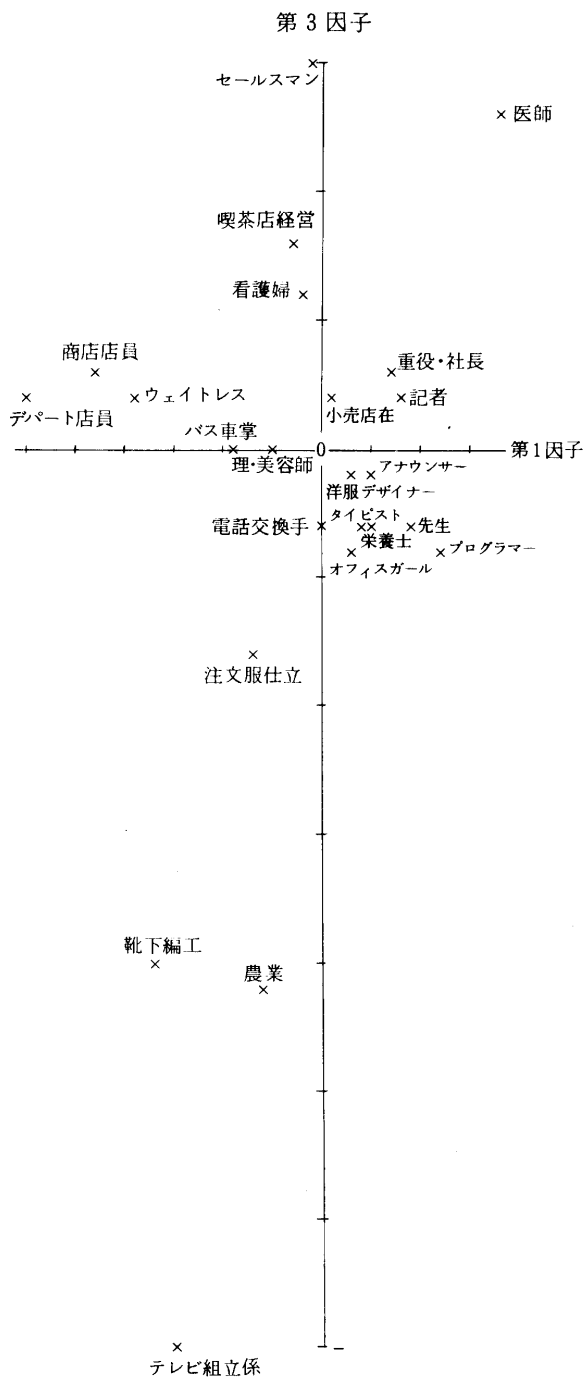 第3因子
セールスマン
医師
喫茶店経営
看護婦
商店店員
重役・社長
ウェイトレス
記者
デパート店員
小売店在
バス車掌
0
第1因子
理・美容師
アナウンサー
洋服デザイナー
タイピスト
電話交換手
先生
栄養士
プログラマー
オフィスガール
注文服仕立
靴下編工
農業
テレビ組立係